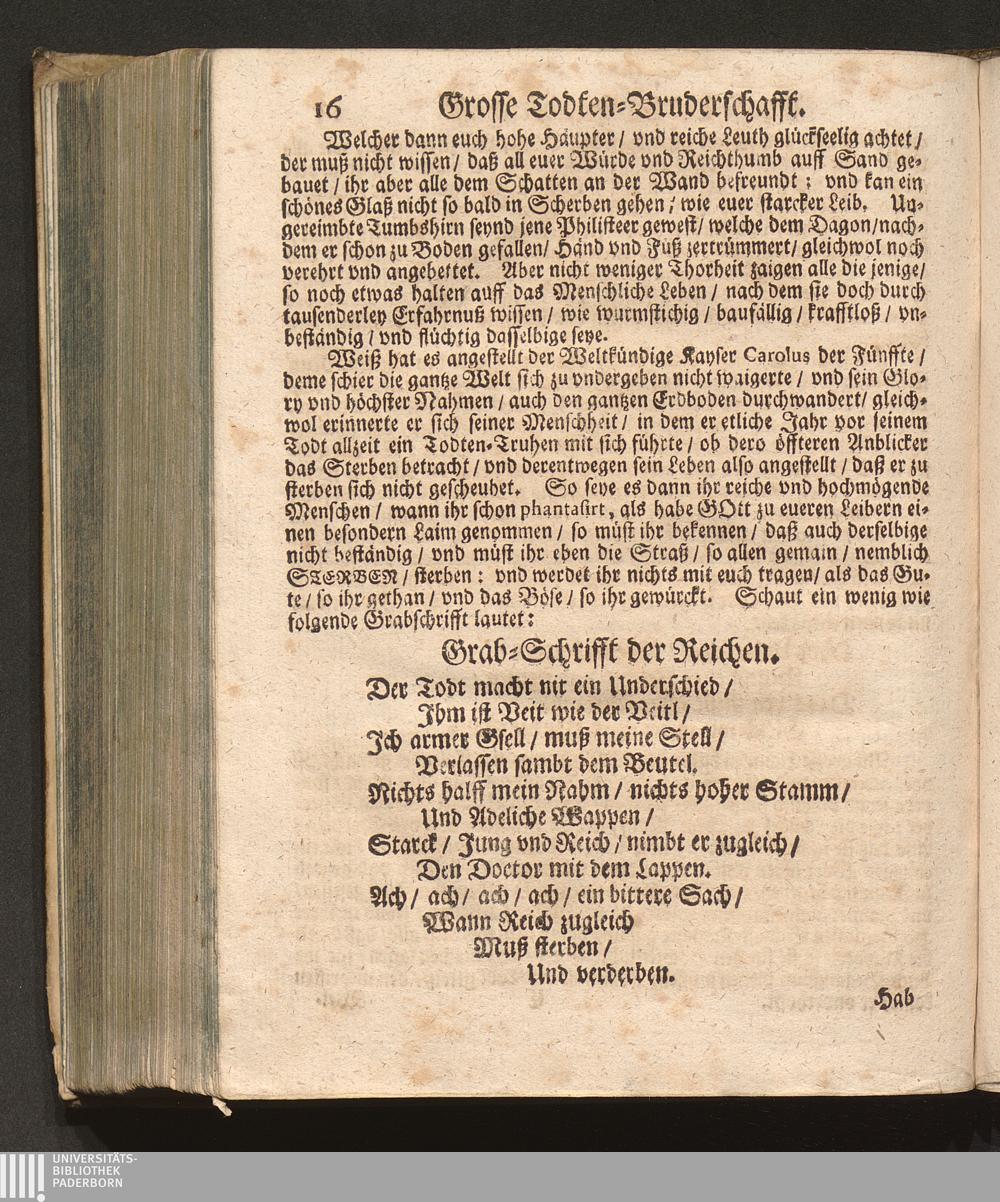 16 Grosse Todten-Bruderschafft.
Welcher dann euch hohe Häupter / vnd reiche Leuth glückseelig achtet /
der muß nicht wissen / daß all euer Würde vnd Reichthumb auff Sand ge-
bauet / ihr aber alle dem Schatten an der Wand befreundt ; vnd kan ein
schönes Glaß nicht so bald in Scherben gehen / wie euer starcker Leib. Un-
gereimbte Tumbshirn seynd jene Philisteer gewest / welche dem Dagon / nach-
dem er schon zu Boden gefallen / Händ vnd Füß zertrümmert / gleichwol noch
verehrt vnd angebettet. Aber nicht weniger Thorheit zaigen alle die jenige /
so noch etwas halten auff das Menschliche Leben / nach dem sie doch durch
tausenderley Erfahrnuß wissen / wie wurmstichig / baufällig / krafftloß / vn-
beständig / vnd flüchtig dasselbige seye.
Weiß hat es angestellt der Weltkündige Kayser Carolus der Fünffte /
deme schier die gantze Welt sich zu vndergeben nicht waigerte / vnd sein Glo-
ry vnd höchster Nahmen / auch den gantzen Erdboden durchwandert / gleich-
wol erinnerte er sich seiner Menschheit / in dem er etliche Jahr vor seinem
Todt allzeit ein Todten-Truhen mit sich führte / ob dero öffteren Anblicker
das Sterben betracht / vnd derentwegen sein Leben also angestellt / daß er zu
sterben sich nicht gescheuhet. So seye es dann ihr reiche vnd hochmögende
Menschen / wann ihr schon phantasirt, als habe GOtt zu eueren Leibern ei-
nen besondern Laim genommen / so müst ihr bekennen / daß auch derselbige
nicht beständig / vnd müst ihr eben die Straß / so allen gemain / nemblich
STERBEN / sterben : vnd werdet ihr nichts mit euch tragen / als das Gu-
te / so ihr gethan / vnd das Böse / so ihr gewürckt. Schaut ein wenig wie
folgende Grabschrifft lautet :
Grab-Schrifft der Reichen.
Der Todt macht nit ein Underschied /
Ihm ist Veit wie der Veitl /
Ich armer Gsell / muß meine Stell /
Verlassen sambt dem Beutel.
Nichts halff mein Nahm / nichts hoher Stamm /
Und Adeliche Wappen /
Starck / Jung vnd Reich / nimbt er zugleich /
Den Doctor mit dem Lappen.
Ach / ach / ach / ach / ein bittere Sach /
Wann Reich zugleich
Muß sterben /
Und verderben.
Hab
UNIVERSITÄTS-
BIBLIOTHEK
PADERBORN